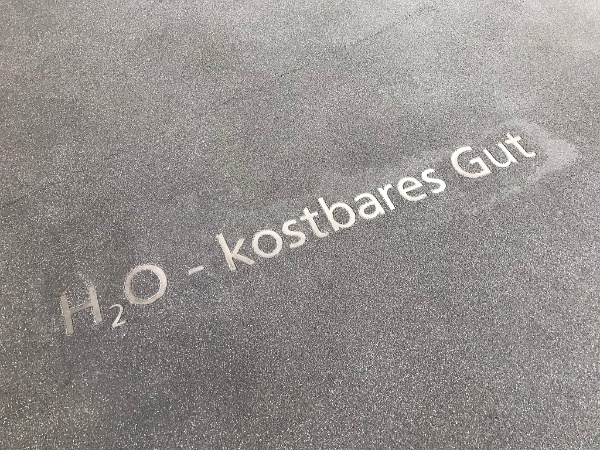 H₂O - kostbares Gut